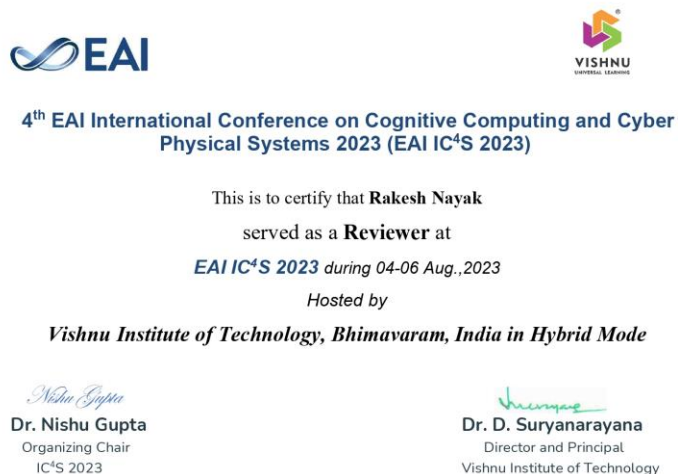 EAI
VISHNU
UNIVERSAL LEARNING
4th EAI International Conference on Cognitive Computing and Cyber
Physical Systems 2023 (EAI IC4S 2023)
This is to certify that Rakesh Nayak
served as a Reviewer at
EAI IC4S 2023 during 04-06 Aug.,2023
Hosted by
Vishnu Institute of Technology, Bhimavaram, India in Hybrid Mode
Nishu Gupta
Dr. Nishu Gupta
Organizing Chair
IC4S 2023
Dr. D. Suryanarayana
Director and Principal
Vishnu Institute of Technology